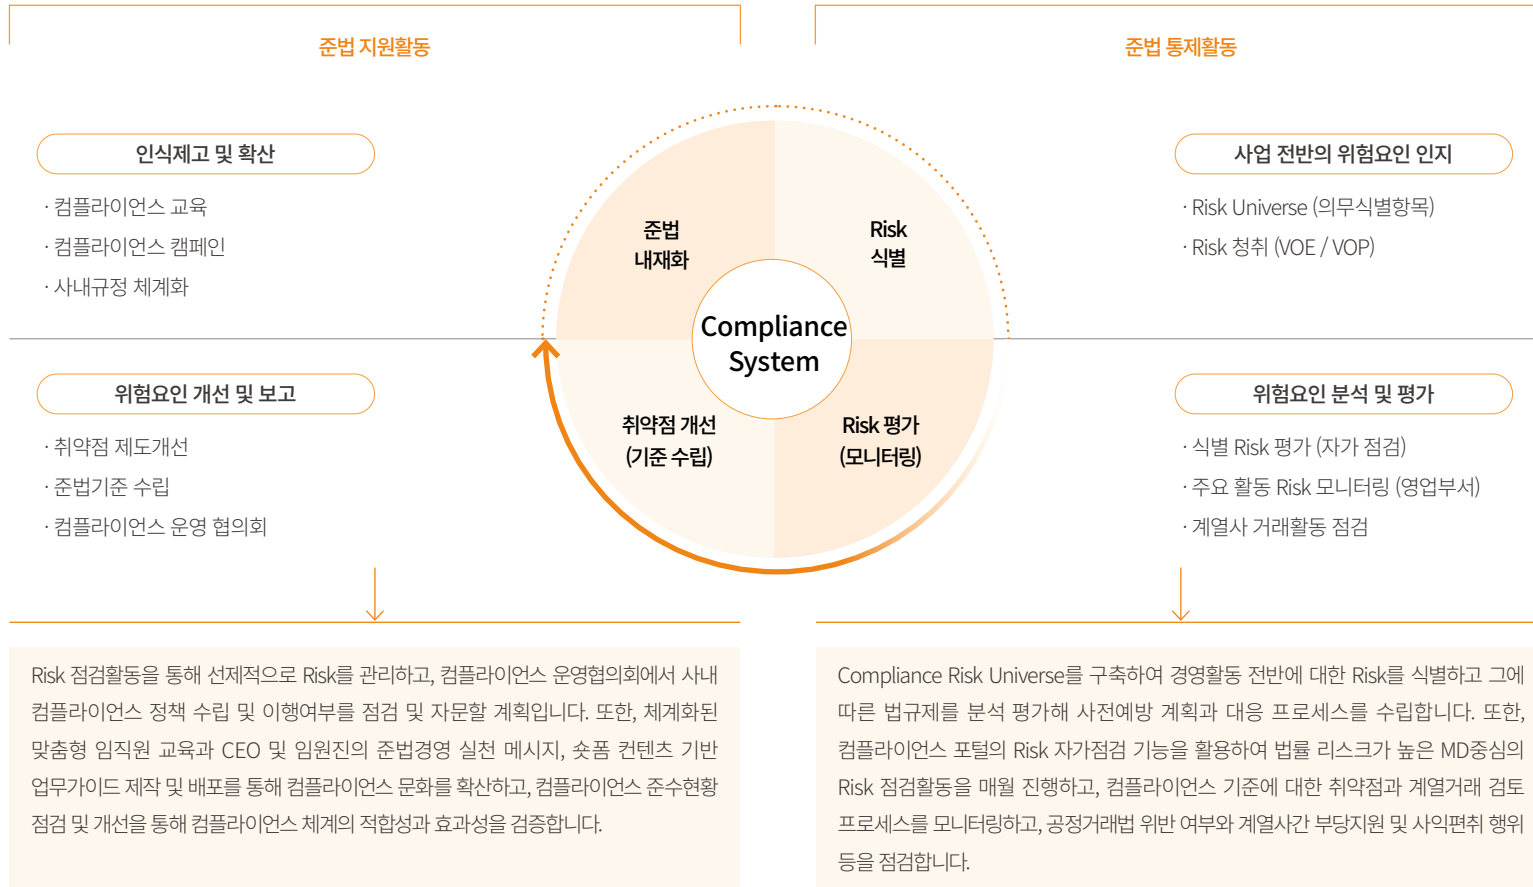 준법 지원활동
인식제고 및 확산
· 컴플라이언스 교육
· 컴플라이언스 캠페인
· 사내규정 체계화
위험요인 개선 및 보고
· 취약점 제도개선
· 준법기준 수립
· 컴플라이언스 운영 협의회
준법
내재화
Risk
식별
Compliance
System
취약점 개선
(기준 수립)
Risk 평가
(모니터링)
준법 통제활동
사업 전반의 위험요인 인지
· Risk Universe (의무식별항목)
· Risk 청취 (VOE / VOP)
위험요인 분석 및 평가
· 식별 Risk 평가 (자가 점검)
· 주요 활동 Risk 모니터링 (영업부서)
· 계열사 거래활동 점검
Risk 점검활동을 통해 선제적으로 Risk를 관리하고, 컴플라이언스 운영협의회에서 사내
컴플라이언스 정책 수립 및 이행여부를 점검 및 자문할 계획입니다. 또한, 체계화된
맞춤형 임직원 교육과 CEO 및 임원진의 준법경영 실천 메시지, 숏폼 컨텐츠 기반
업무가이드 제작 및 배포를 통해 컴플라이언스 문화를 확산하고, 컴플라이언스 준수현황
점검 및 개선을 통해 컴플라이언스 체계의 적합성과 효과성을 검증합니다.
Compliance Risk Universe를 구축하여 경영활동 전반에 대한 Risk를 식별하고 그에
따른 법규제를 분석 평가해 사전예방 계획과 대응 프로세스를 수립합니다. 또한,
컴플라이언스 포털의 Risk 자가점검 기능을 활용하여 법률 리스크가 높은 MD중심의
Risk 점검활동을 매월 진행하고, 컴플라이언스 기준에 대한 취약점과 계열거래 검토
프로세스를 모니터링하고, 공정거래법 위반 여부와 계열사간 부당지원 및 사익편취 행위
등을 점검합니다.